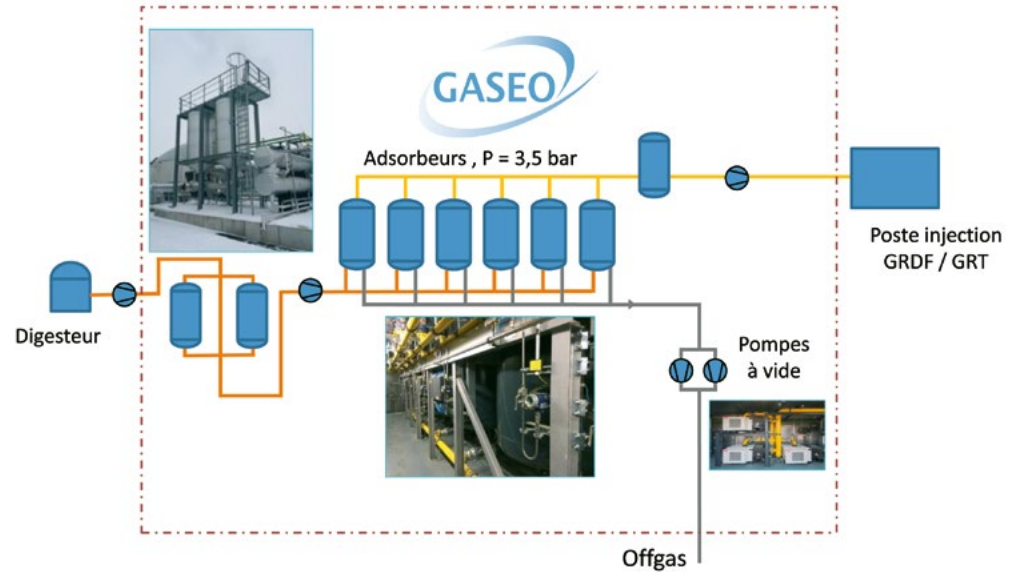 GASEO
Adsorbeurs , P = 3,5 bar
Poste injection
GRDF / GRT
Digesteur
Pompes
à vide
Offgas